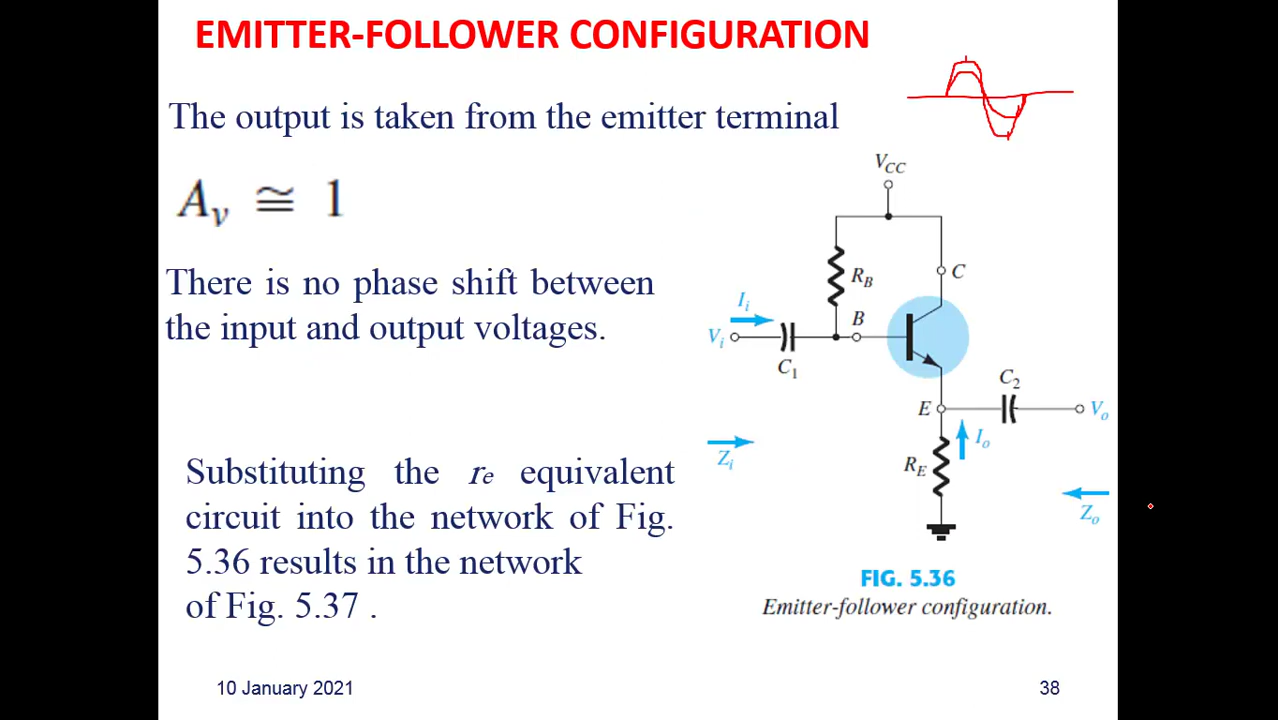 EMITTER-FOLLOWER CONFIGURATION
The output is taken from the emitter terminal
Av ≅ 1
There is no phase shift between
the input and output voltages.
Substituting the re equivalent
circuit into the network of Fig.
5.36 results in the network
of Fig. 5.37 .
VCC
RB
C
Ii
B
Vi
C1
C2
E
Vo
Io
RE
Zi
Zo
FIG. 5.36
Emitter-follower configuration.
10 January 2021
38